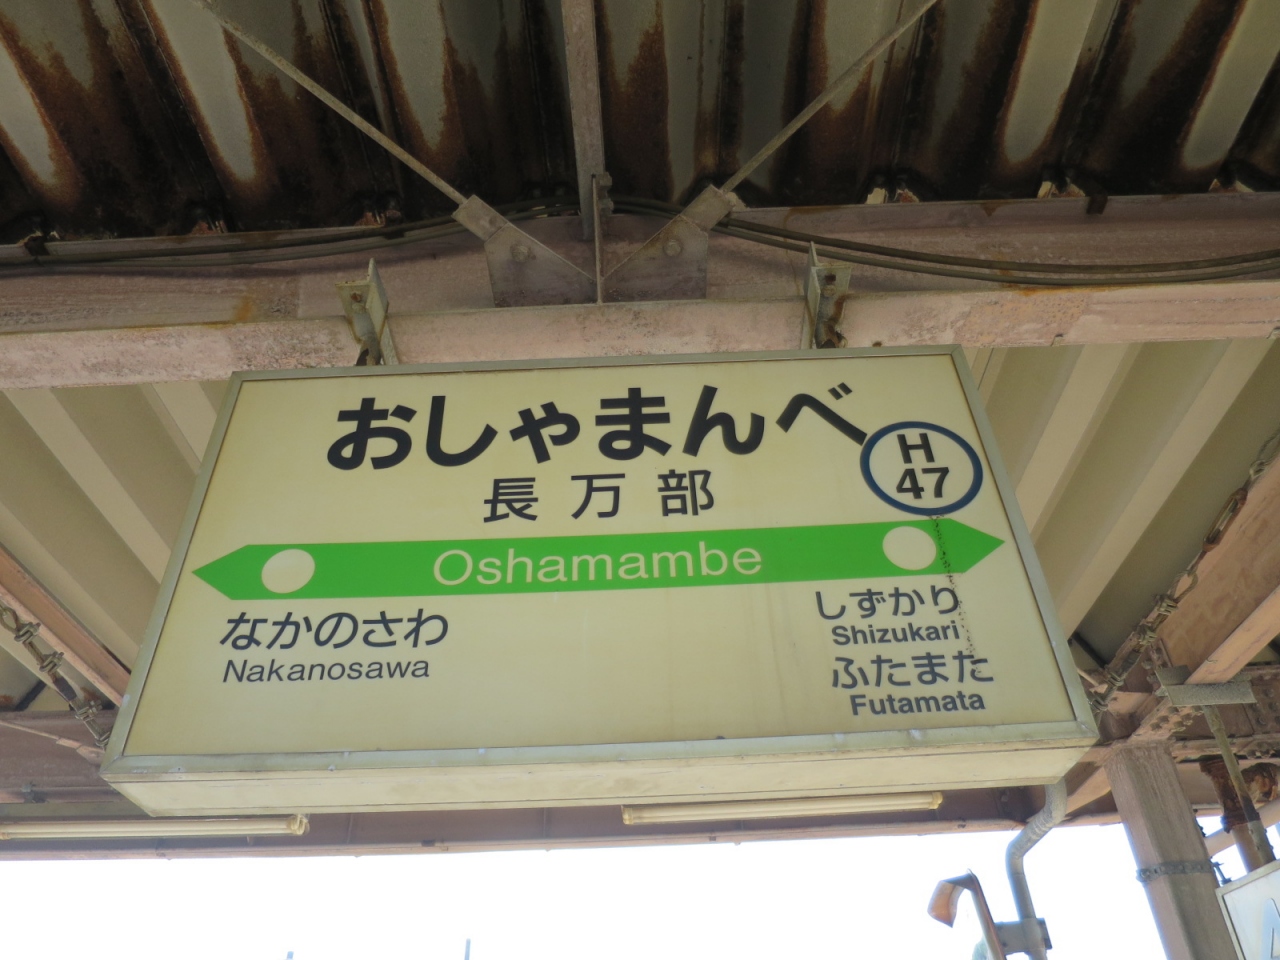 おしゃまんべ
H
47
長万部
Oshamambe
なかのさわ
Nakanosawa
しずかり
Shizukari
ふたまた
Futamata